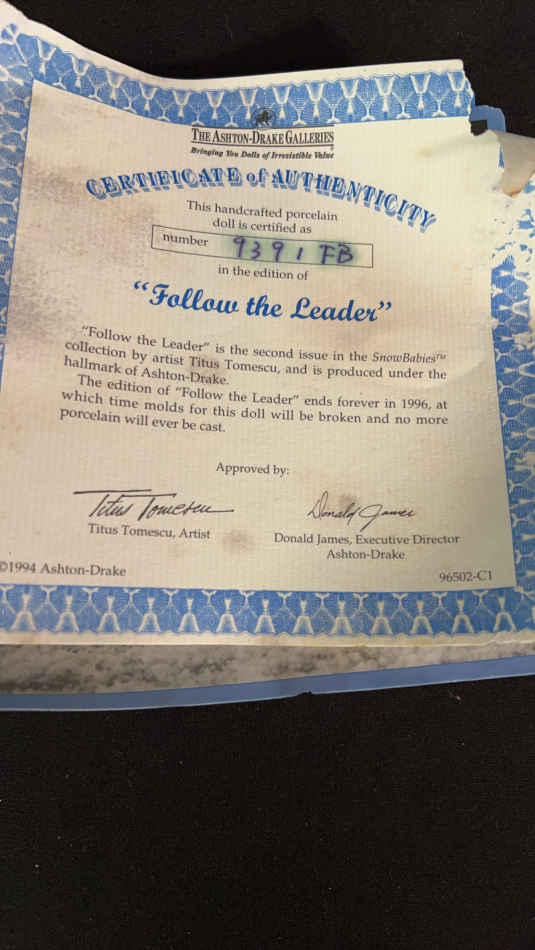 THE ASHTON-DRAKE GALLERIES
Bringing You Dolls of Irresistible Value
CERTIFICATE of AUTHENTICITY
This handcrafted porcelain
doll is certified as
number 9391 FB
in the edition of
“Follow the Leader”
“Follow the Leader” is the second issue in the SnowBabies™
collection by artist Titus Tomescu, and is produced under the
hallmark of Ashton-Drake.
The edition of “Follow the Leader” ends forever in 1996, at
which time molds for this doll will be broken and no more
porcelain will ever be cast.
Approved by:
Titus Tomescu
Donald James
Titus Tomescu, Artist
Donald James, Executive Director
Ashton-Drake
©1994 Ashton-Drake
96502-C1